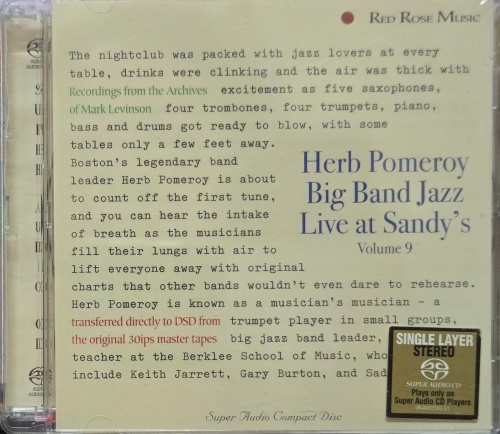 RED ROSE MUSIC
The nightclub was packed with jazz lovers at every
table, drinks were clinking and the air was thick with
Recordings from the Archives excitement as five saxophones,
of Mark Levinson four trombones, four trumpets, piano,
bass and drums got ready to blow, with some
tables only a few feet away.
Boston's legendary band
leader Herb Pomeroy is about
to count off the first tune,
and you can hear the intake
of breath as the musicians
fill their lungs with air to
lift everyone away with original
charts that other bands wouldn't even dare to rehearse.
Herb Pomeroy is known as a musician's musician - a
transferred directly to DSD from trumpet player in small groups,
the original 30ips master tapes big jazz band leader,
teacher at the Berklee School of Music, who
include Keith Jarrett, Gary Burton, and Sad
Herb Pomeroy
Big Band Jazz
Live at Sandy's
Volume 9
SINGLE LAYER
STEREO
SUPER AUDIO CD
Plays only on
Super Audio CD Players
Super Audio Compact Disc